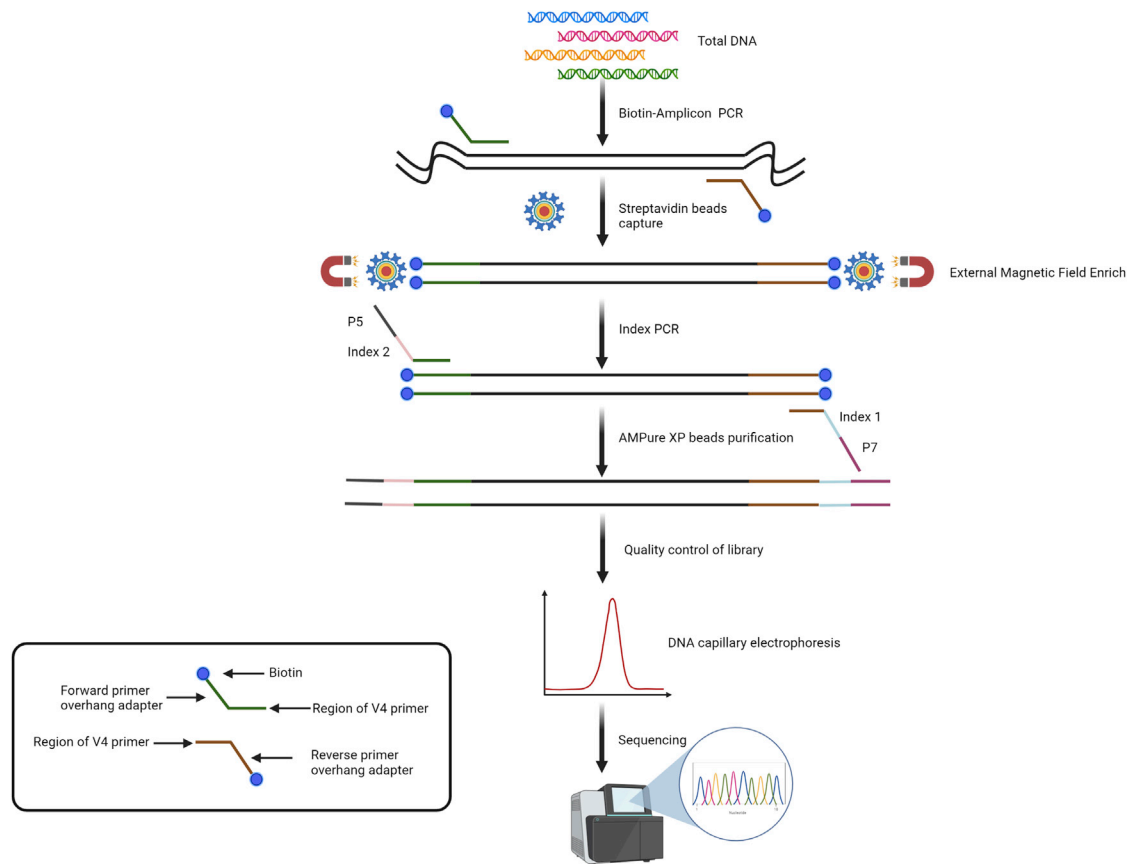 Total DNA
Biotin-Amplicon PCR
Streptavidin beads
capture
External Magnetic Field Enrich
P5
Index PCR
Index 2
Index 1
AMPure XP beads purification
P7
Quality control of library
DNA capillary electrophoresis
Biotin
Forward primer
overhang adapter
Region of V4 primer
Region of V4 primer
Reverse primer
overhang adapter
Sequencing